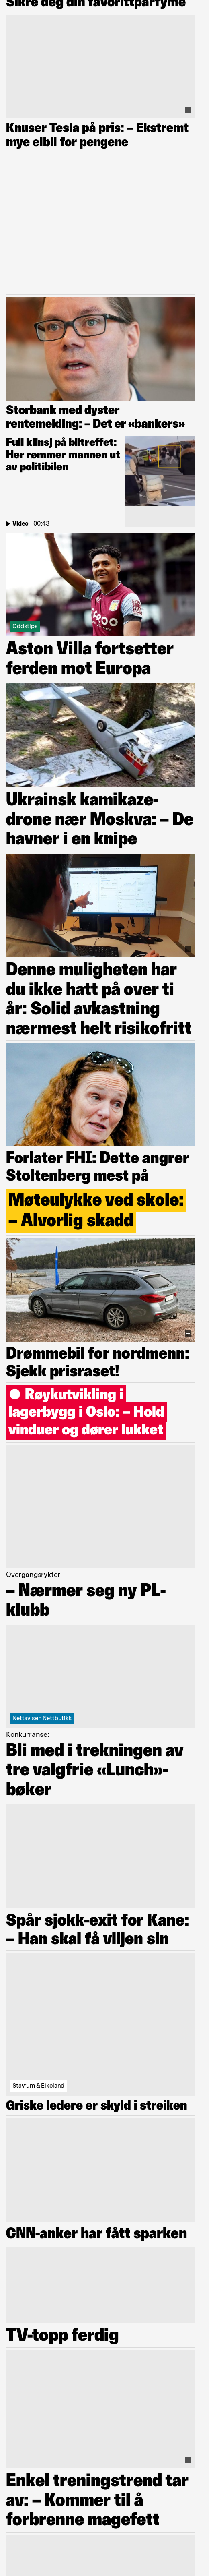 Sikre deg din favorittparfyme
Knuser Tesla på pris: – Ekstremt
mye elbil for pengene
Storbank med dyster
rentemelding: – Det er «bankers»
Full klinsj på biltreffet:
Her rømmer mannen ut
av politibilen
Video | 00:43
Oddstips
Aston Villa fortsetter
ferden mot Europa
Ukrainsk kamikaze-
drone nær Moskva: – De
havner i en knipe
Denne muligheten har
du ikke hatt på over ti
år: Solid avkastning
nærmest helt risikofritt
Forlater FHI: Dette angrer
Stoltenberg mest på
Møteulykke ved skole:
– Alvorlig skadd
Drømmebil for nordmenn:
Sjekk prisraset!
Røykutvikling i
lagerbygg i Oslo: – Hold
vinduer og dører lukket
Overgangsrykter
– Nærmer seg ny PL-
klubb
Nettavisen Nettbutikk
Konkurranse:
Bli med i trekningen av
tre valgfrie «Lunch»-
bøker
Spår sjokk-exit for Kane:
– Han skal få viljen sin
Stavrum & Eikeland
Griske ledere er skyld i streiken
CNN-anker har fått sparken
TV-topp ferdig
Enkel treningstrend tar
av: – Kommer til å
forbrenne magefett